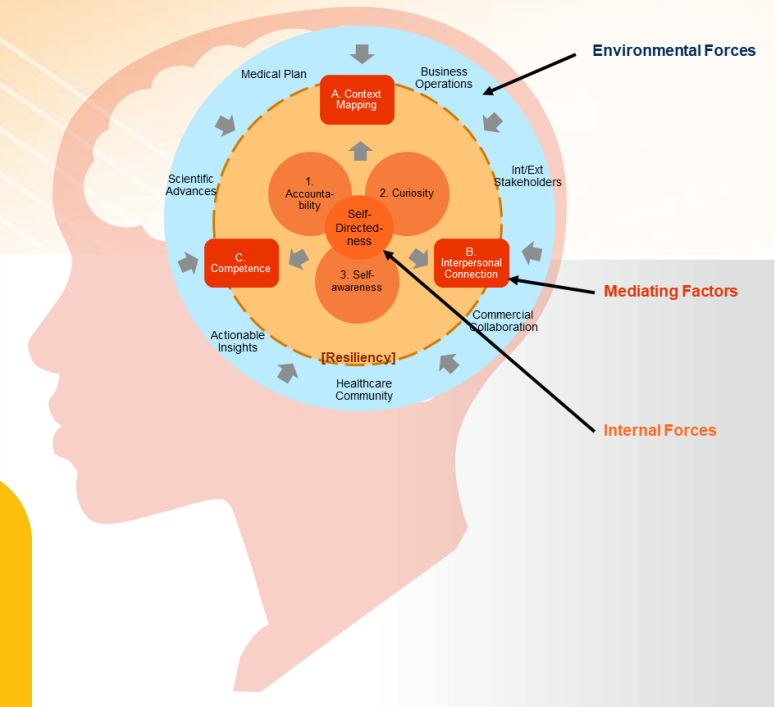 Environmental Forces
Medical Plan
Business
Operations
A. Context
Mapping
Scientific
Advances
Int/Ext
Stakeholders
1.
Accounta-
bility
2. Curiosity
Self-
Directed-
ness
C.
Competence
B.
Interpersonal
Connection
3. Self-
awareness
Mediating Factors
Actionable
Insights
Commercial
Collaboration
[Resiliency]
Healthcare
Community
Internal Forces